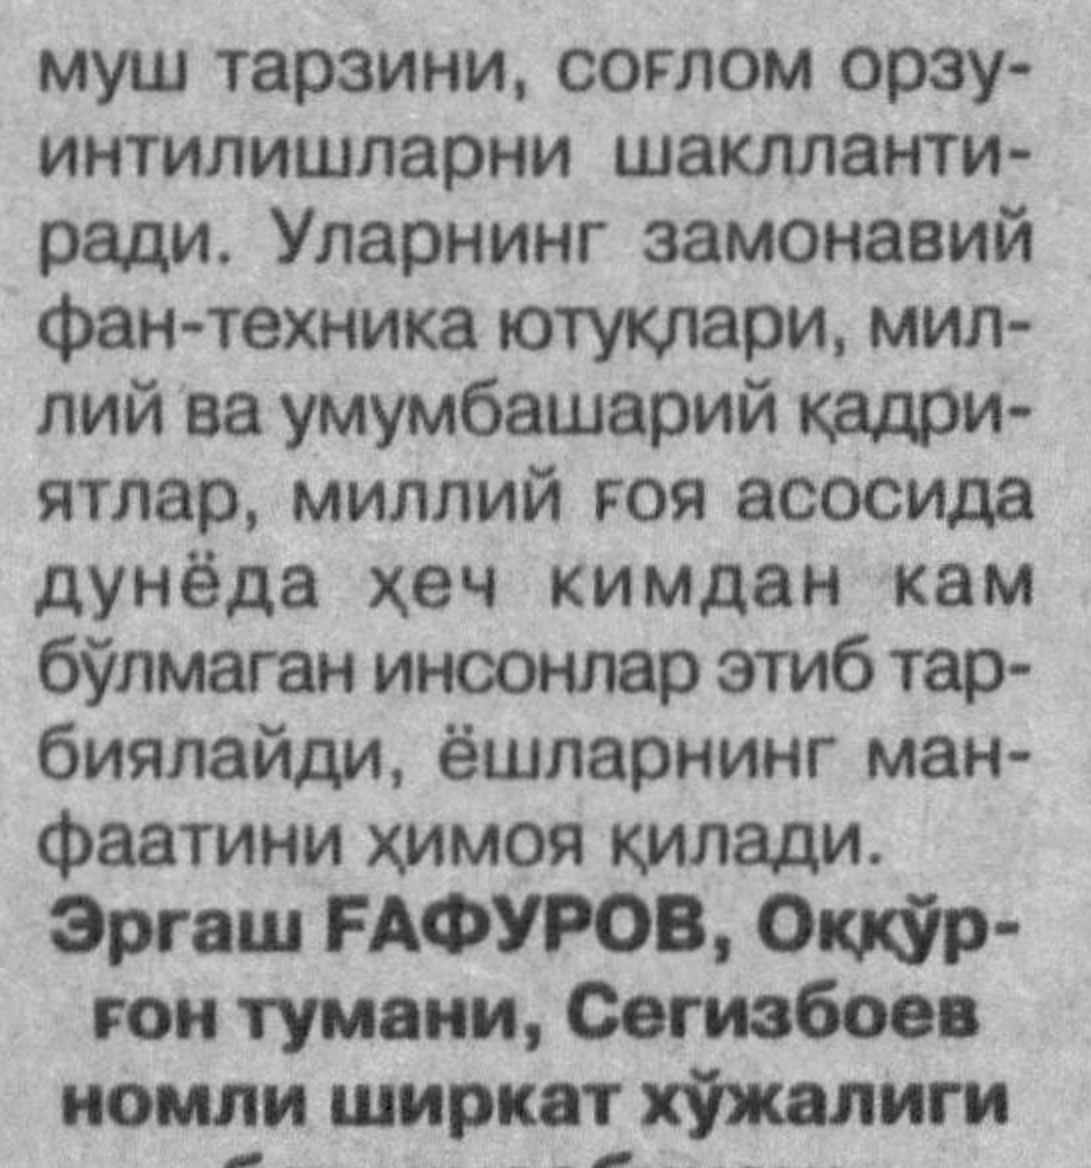 муш тарзини, соғлом орзу-
интилишларни шакллланти-
ради. Уларнинг замонавий
фан-техника ютуқлари, мил-
лий ва умумбашарий қадри-
ятлар, миллий ғоя асосида
дунёда ҳеч кимдан кам
бўлмаган инсонлар этиб тар-
биялайди, ёшларнинг ман-
фаатини ҳимоя қилади.
Эргаш ҒАФУРОВ, Оққўр-
ғон тумани, Сегизбоев
номли ширкат хўжалиги